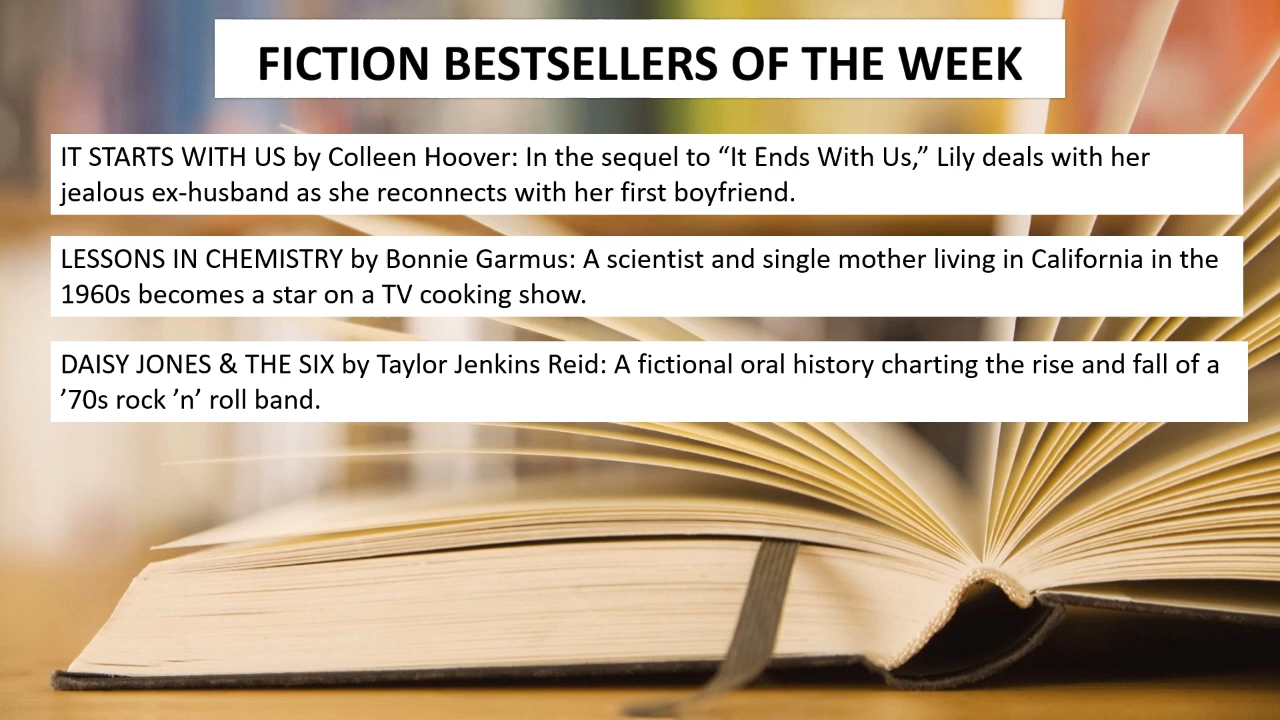 FICTION BESTSELLERS OF THE WEEK
IT STARTS WITH US by Colleen Hoover: In the sequel to “It Ends With Us,” Lily deals with her
jealous ex-husband as she reconnects with her first boyfriend.
LESSONS IN CHEMISTRY by Bonnie Garmus: A scientist and single mother living in California in the
1960s becomes a star on a TV cooking show.
DAISY JONES & THE SIX by Taylor Jenkins Reid: A fictional oral history charting the rise and fall of a
’70s rock ’n’ roll band.